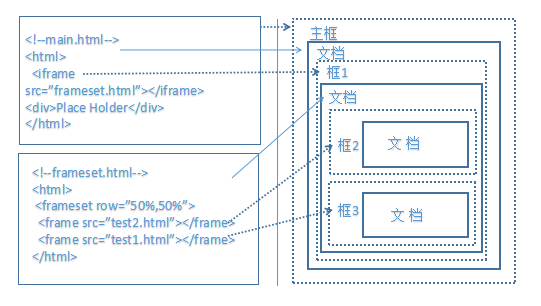 <!--main.html-->
<html>
<iframe
src="frameset.html"></iframe>
<div>Place Holder</div>
</html>
<!--frameset.html-->
<html>
<frameset row="50%,50%">
<frame src="test2.html"></frame>
<frame src="test1.html"></frame>
</html>
主框
文档
框1
文档
框2
文 档
框3
文 档